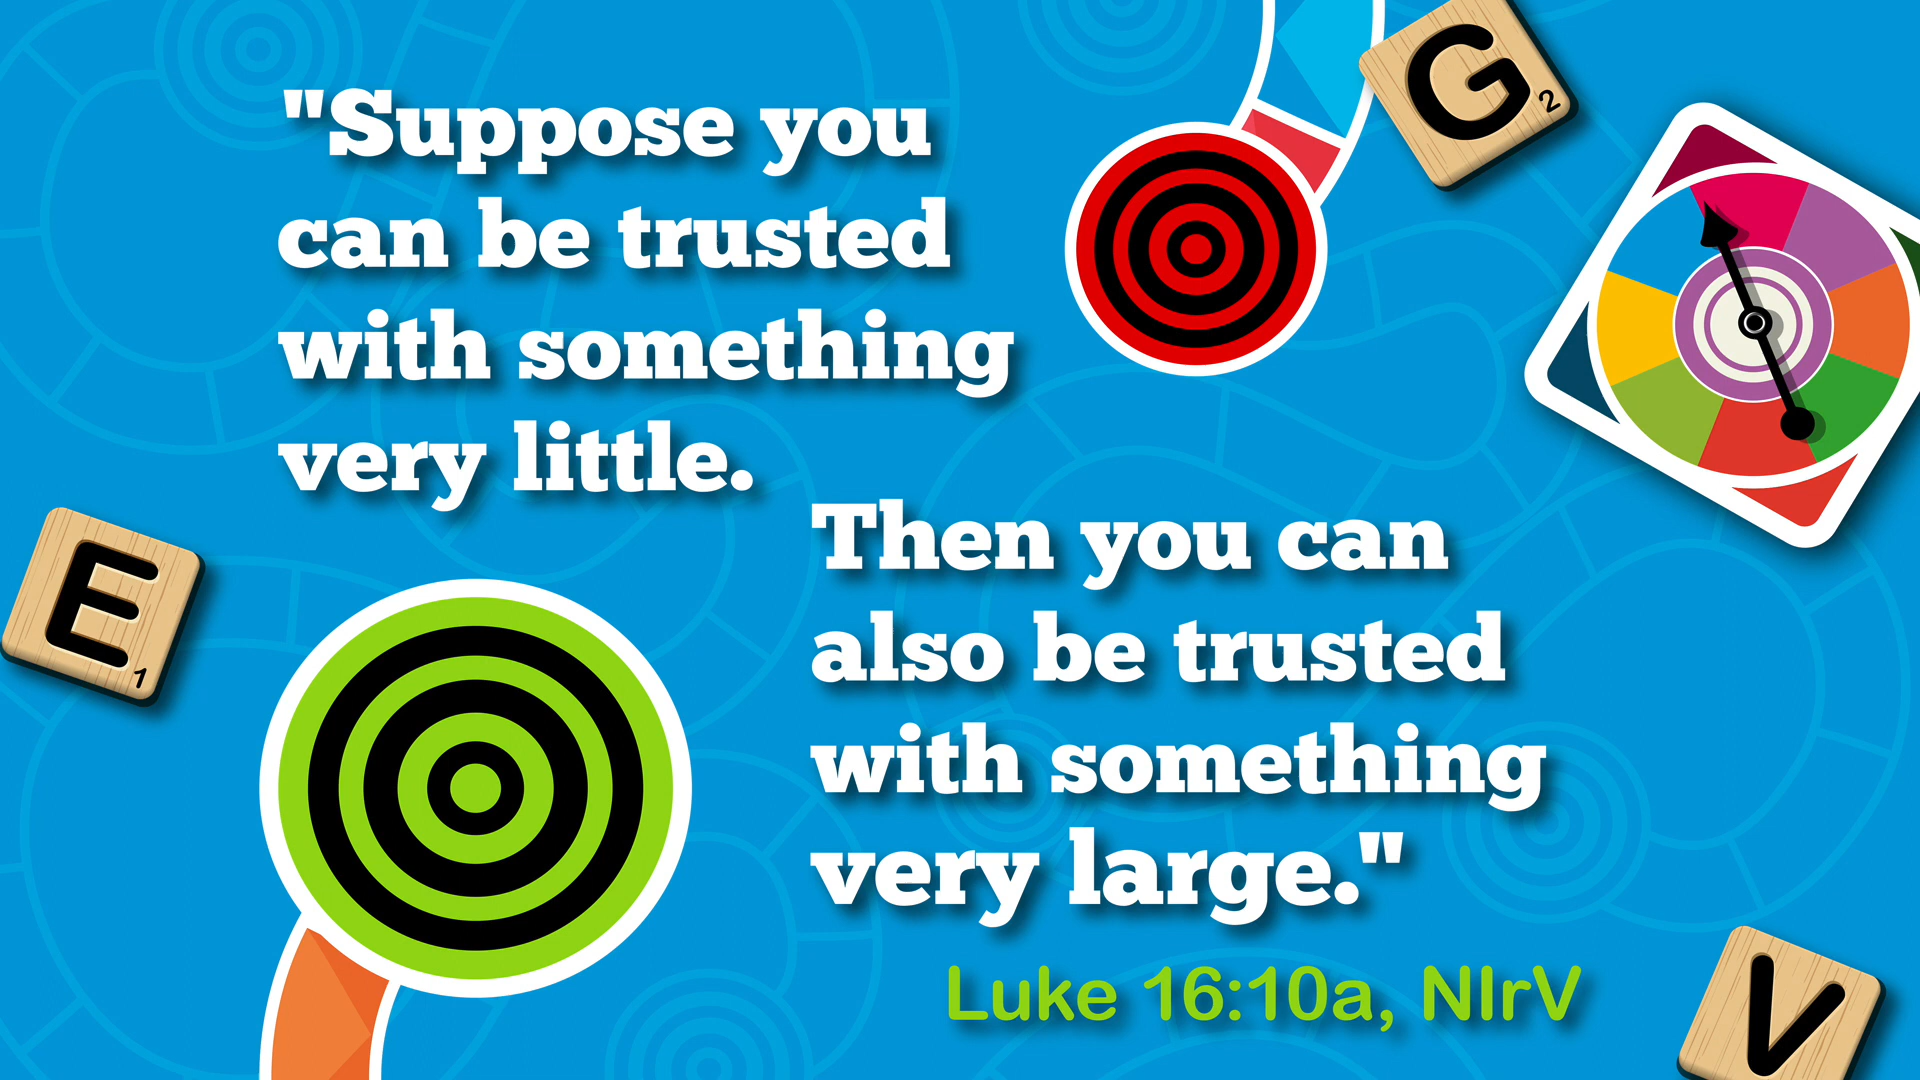 "Suppose you
can be trusted
with something
very little.
Then you can
also be trusted
with something
very large."
Luke 16:10a, NIrV
G
2
E
1
V